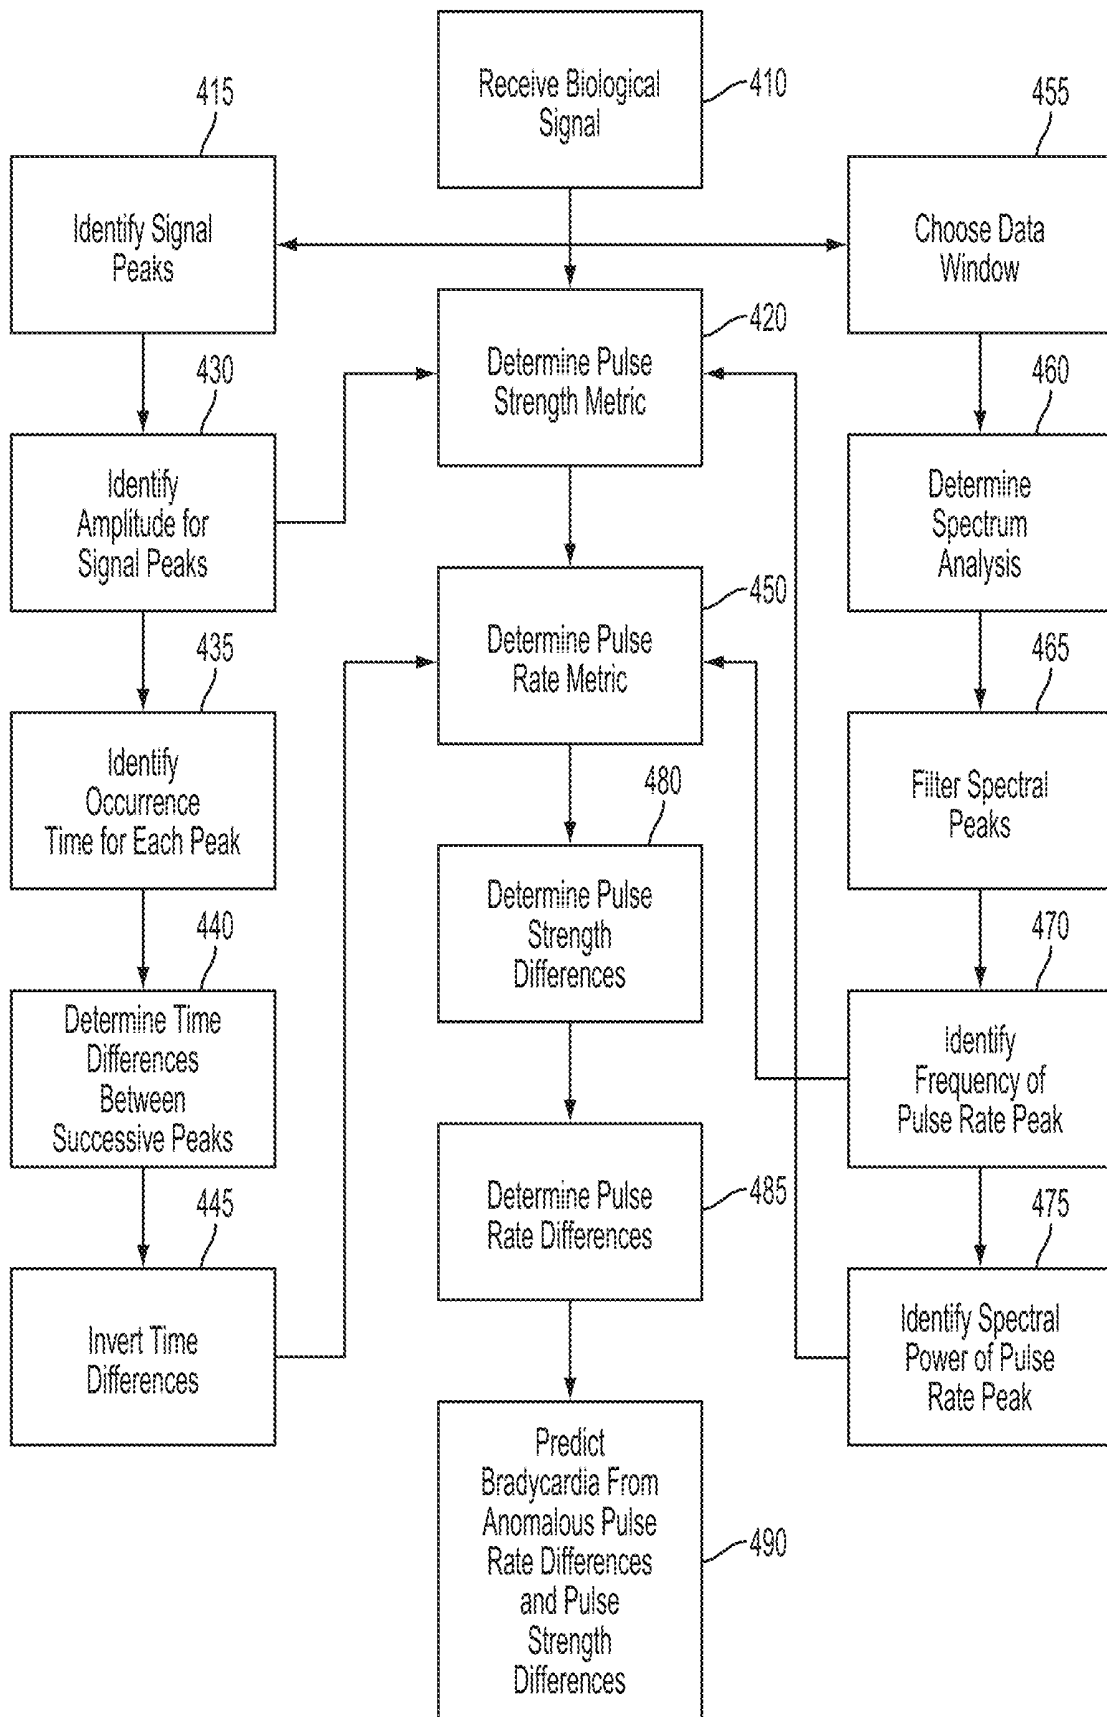 410
Receive Biological
Signal
415
Identify Signal
Peaks
455
Choose Data
Window
420
Determine Pulse
Strength Metric
430
Identify
Amplitude for
Signal Peaks
460
Determine
Spectrum
Analysis
450
Determine Pulse
Rate Metric
435
Identify
Occurrence
Time for Each Peak
465
Filter Spectral
Peaks
480
Determine Pulse
Strength
Differences
440
Determine Time
Differences
Between
Successive Peaks
470
Identify
Frequency of
Pulse Rate Peak
485
Determine Pulse
Rate Differences
445
Invert Time
Differences
475
Identify Spectral
Power of Pulse
Rate Peak
490
Predict
Bradycardia From
Anomalous Pulse
Rate Differences
and Pulse
Strength
Differences